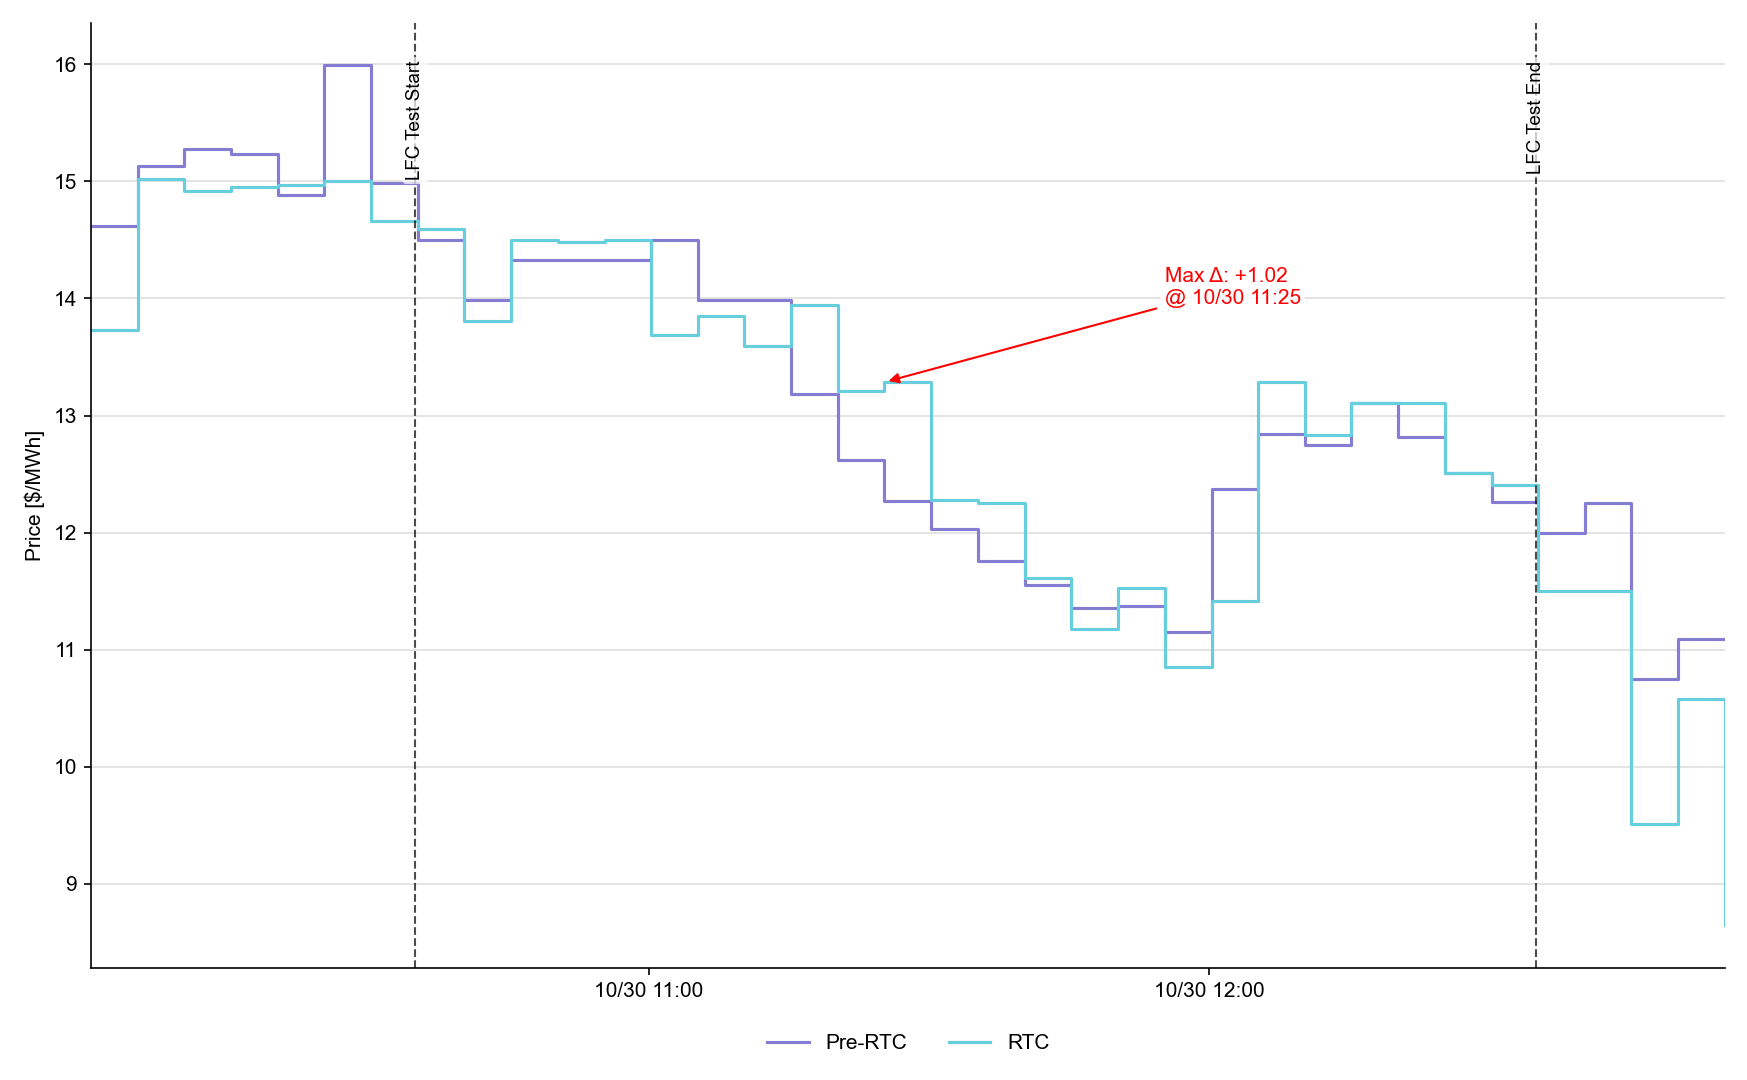 16
15
14
13
12
11
10
9
Price [$/MWh]
LFC Test Start
LFC Test End
Max Δ: +1.02
@ 10/30 11:25
10/30 11:00
10/30 12:00
Pre-RTC
RTC